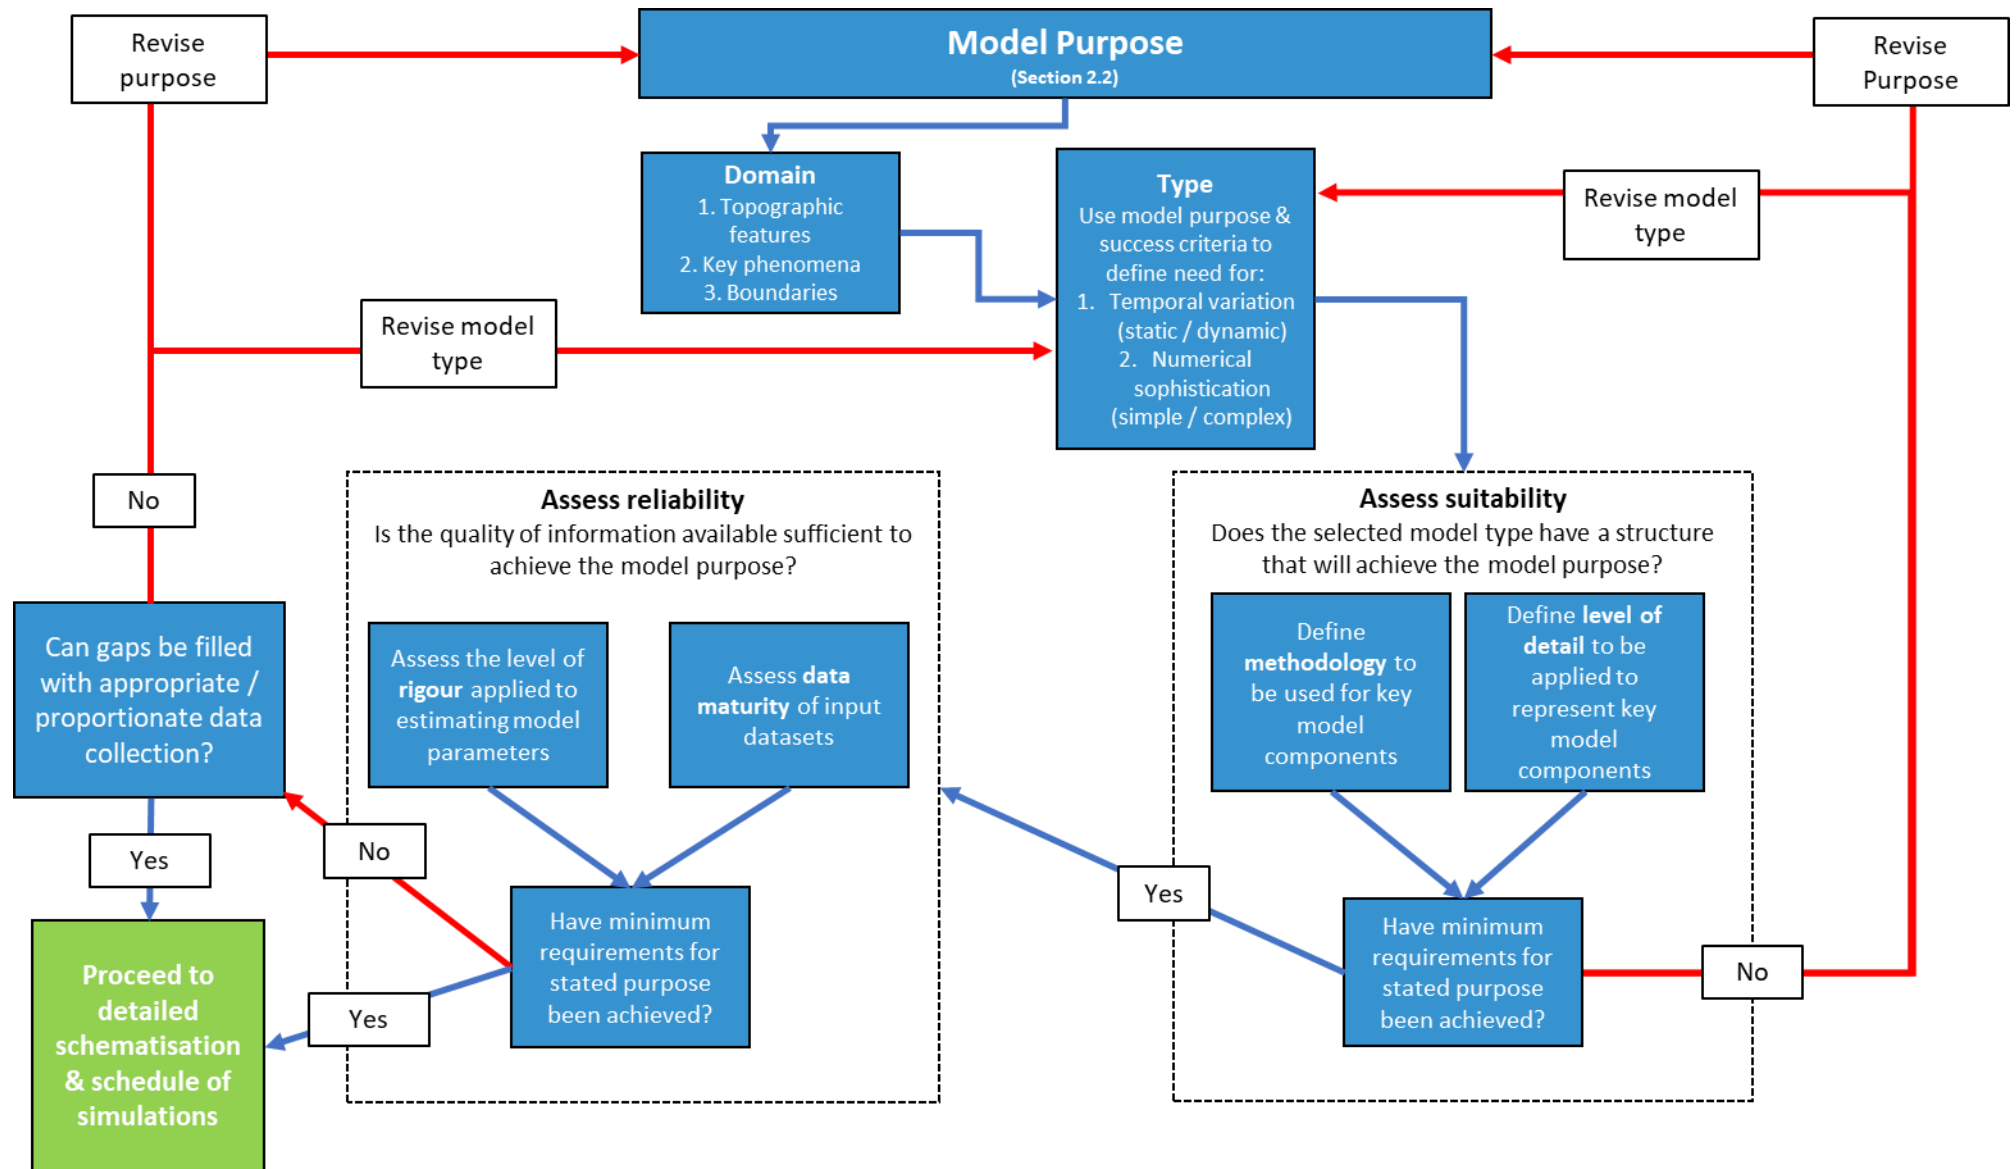 Revise
purpose
Model Purpose
(Section 2.2)
Revise
Purpose
Domain
1. Topographic
features
2. Key phenomena
3. Boundaries
Type
Use model purpose &
success criteria to
define need for:
1. Temporal variation
(static / dynamic)
2. Numerical
sophistication
(simple / complex)
Revise model
type
Revise model
type
No
Assess reliability
Is the quality of information available sufficient to
achieve the model purpose?
Assess suitability
Does the selected model type have a structure
that will achieve the model purpose?
Can gaps be filled
with appropriate /
proportionate data
collection?
Assess the level of
rigour applied to
estimating model
parameters
Assess data
maturity of input
datasets
Define
methodology to
be used for key
model
components
Define level of
detail to be
applied to
represent key
model
components
Yes
No
Yes
Have minimum
requirements for
stated purpose
been achieved?
Have minimum
requirements for
stated purpose
been achieved?
No
Yes
Proceed to
detailed
schematisation
& schedule of
simulations